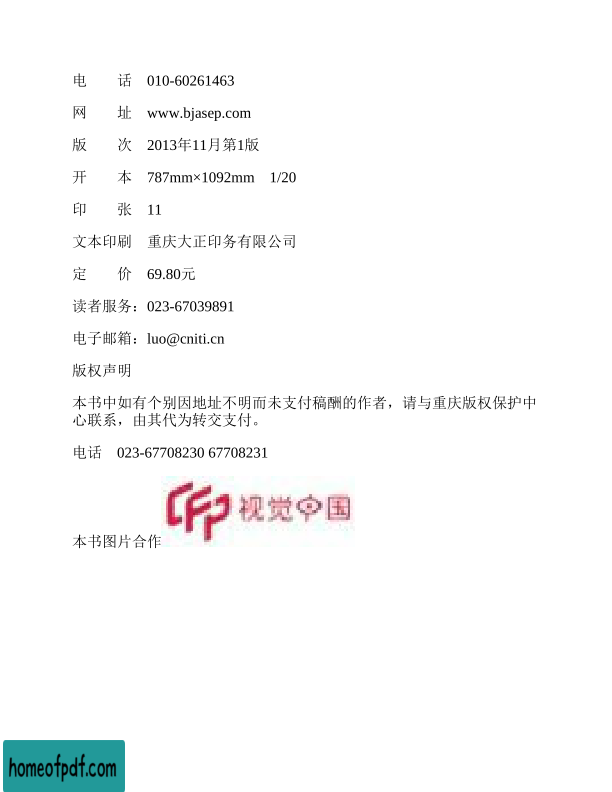 电　　话　010-60261463
网　　址　www.bjasep.com
版　　次　2013年11月第1版
开　　本　787mm×1092mm　1/20
印　　张　11
文本印刷　重庆大正印务有限公司
定　　价　69.80元
读者服务：023-67039891
电子邮箱：luo@cniti.cn
版权声明
本书中如有个别因地址不明而未支付稿酬的作者，请与重庆版权保护中
心联系，由其代为转交支付。
电话　023-67708230 67708231
本书图片合作 CFP 视觉中国
homeofpdf.com